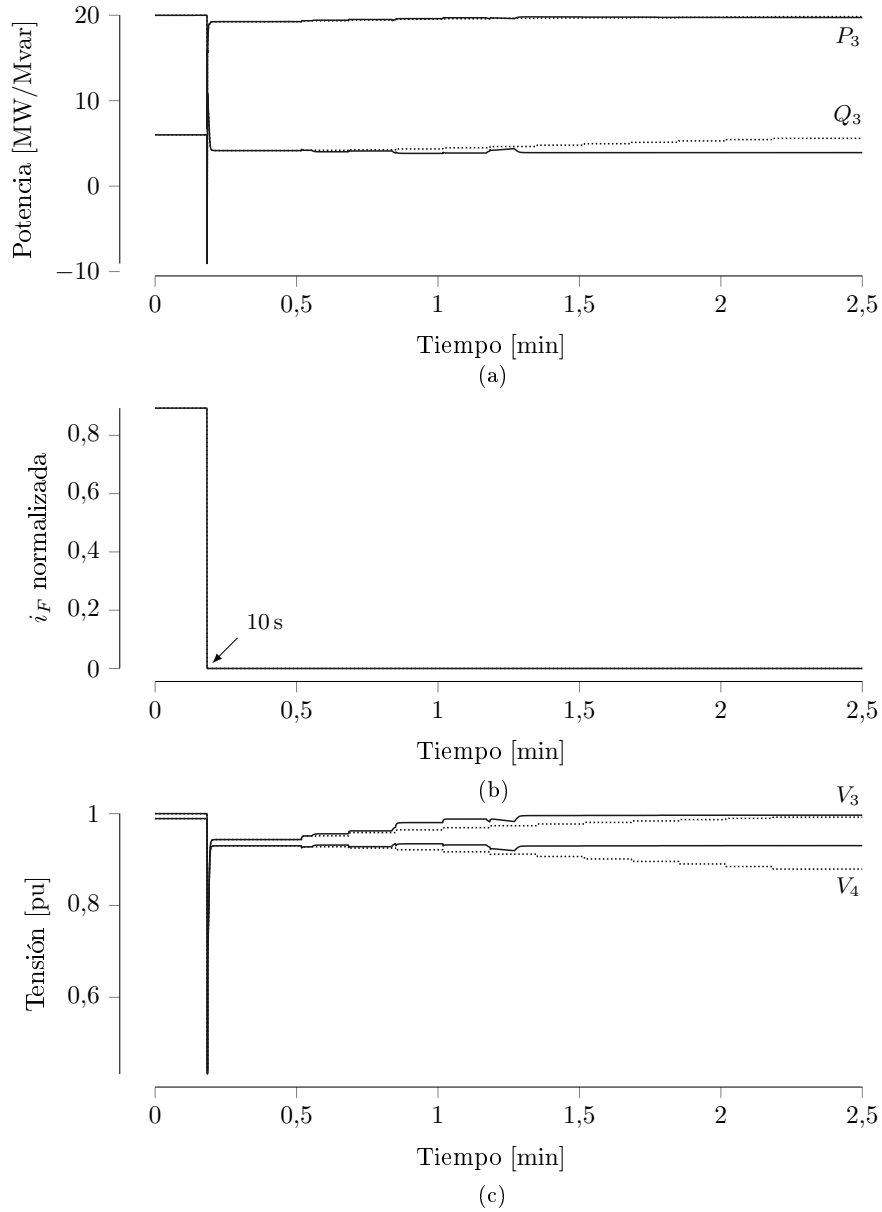 20
10
0
−10
Potencia [MW/Mvar]
P3
Q3
0
0,5
1
1,5
2
2,5
Tiempo [min]
(a)
0,8
0,6
0,4
0,2
0
iF normalizada
10 s
0
0,5
1
1,5
2
2,5
Tiempo [min]
(b)
1
0,8
0,6
Tensión [pu]
V3
V4
0
0,5
1
1,5
2
2,5
Tiempo [min]
(c)